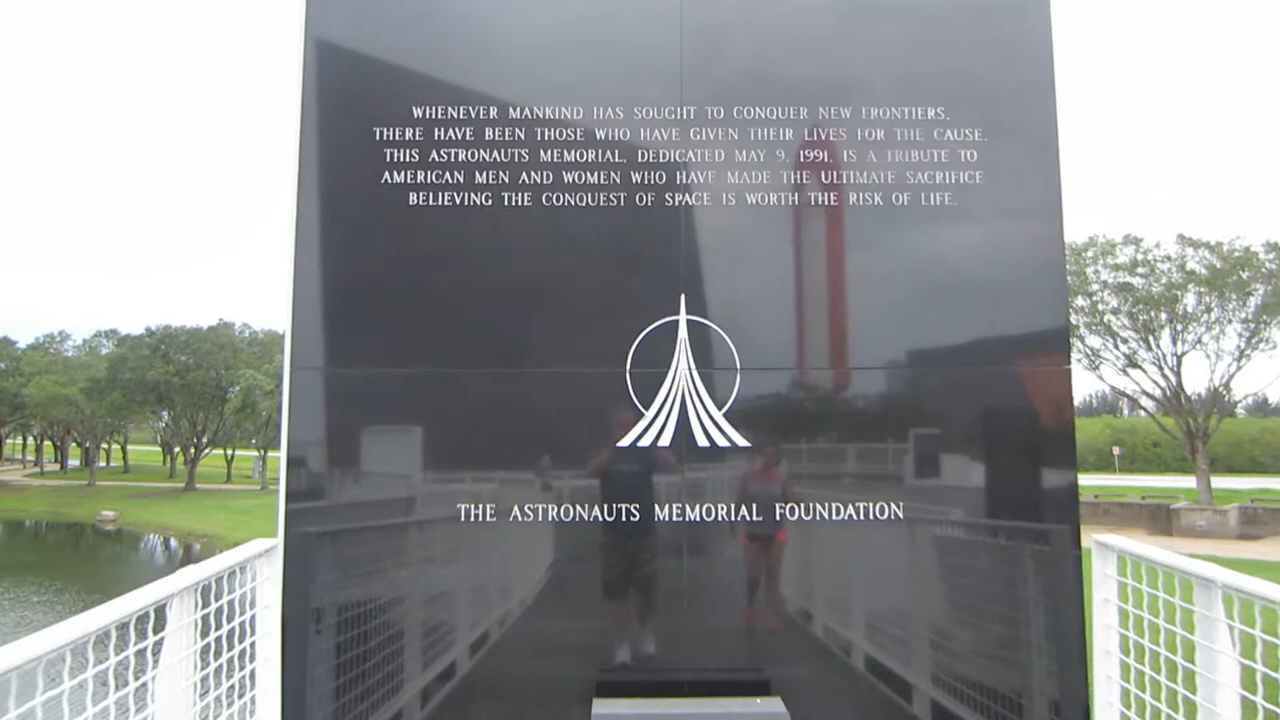 WHENEVER MANKIND HAS SOUGHT TO CONQUER NEW FRONTIERS,
THERE HAVE BEEN THOSE WHO HAVE GIVEN THEIR LIVES FOR THE CAUSE.
THIS ASTRONAUTS MEMORIAL, DEDICATED MAY 9, 1991, IS A TRIBUTE TO
AMERICAN MEN AND WOMEN WHO HAVE MADE THE ULTIMATE SACRIFICE
BELIEVING THE CONQUEST OF SPACE IS WORTH THE RISK OF LIFE.
THE ASTRONAUTS MEMORIAL FOUNDATION